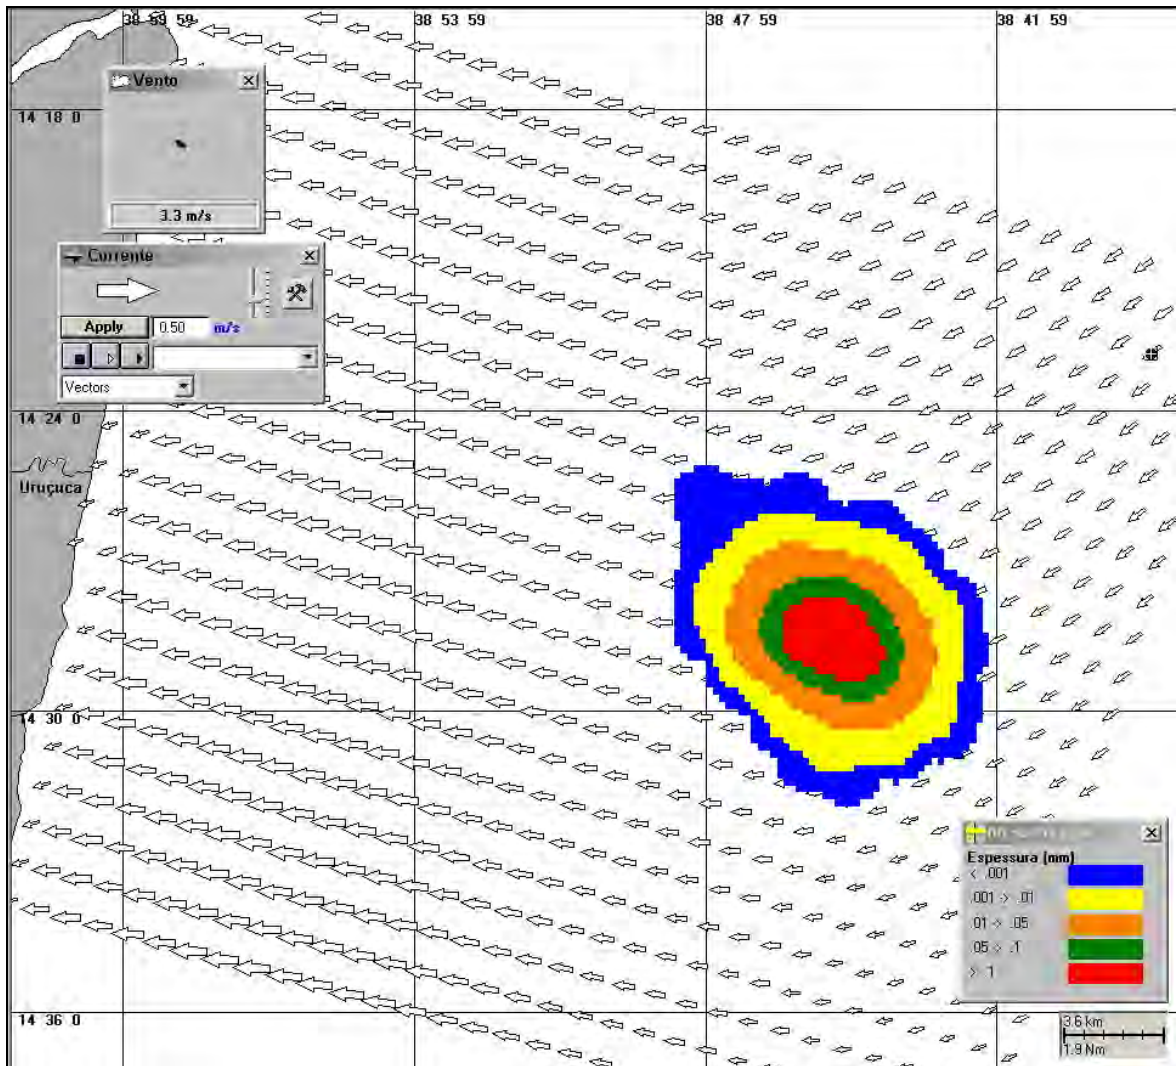 38 59 59
38 53 59
38 47 59
38 41 59
Vento
14 18 0
3.3 m/s
Currente
Apply
0.50
m/s
Vectors
14 24 0
Uruçuca
14 30 0
Espessura (mm)
< .001
.001 > .01
.01 > .05
.05 > .1
> .1
14 36 0
3.6 km
1.9 Nm